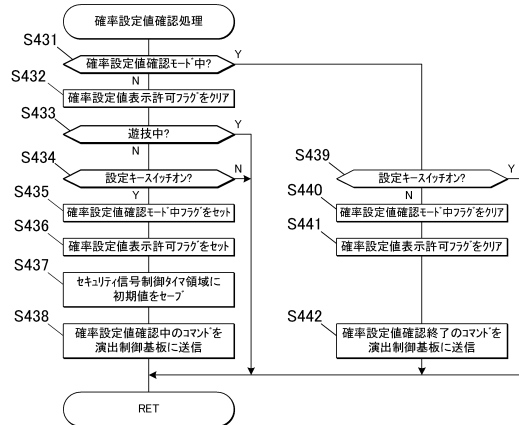 確率設定値確認処理
S431
確率設定値確認モード中?
Y
N
S432
確率設定値表示許可フラグをクリア
S433
遊技中?
Y
N
S434
設定キースイッチオン?
N
Y
S435
確率設定値確認モード中フラグをセット
S436
確率設定値表示許可フラグをセット
S437
セキュリティ信号制御タイマ領域に
初期値をセーブ
S438
確率設定値確認中のコマンドを
演出制御基板に送信
S439
設定キースイッチオン?
Y
N
S440
確率設定値確認モード中フラグをクリア
S441
確率設定値表示許可フラグをクリア
S442
確率設定値確認終了のコマンドを
演出制御基板に送信
RET